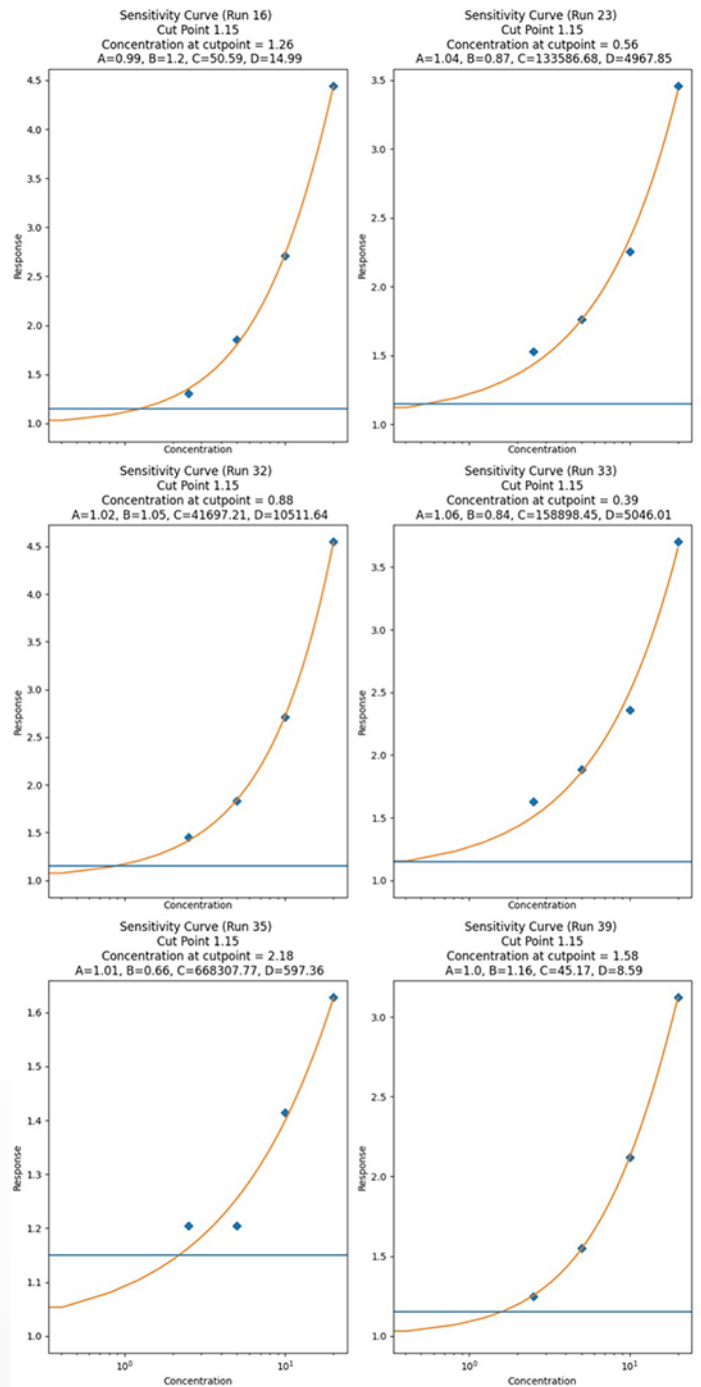 Sensitivity Curve (Run 16)
Cut Point 1.15
Concentration at cutpoint = 1.26
A=0.99, B=1.2, C=50.59, D=14.99
4.5
4.0
3.5
3.0
2.5
2.0
1.5
1.0
Response
Concentration
Sensitivity Curve (Run 23)
Cut Point 1.15
Concentration at cutpoint = 0.56
A=1.04, B=0.87, C=133586.68, D=4967.85
3.5
3.0
2.5
2.0
1.5
1.0
Response
Concentration
Sensitivity Curve (Run 32)
Cut Point 1.15
Concentration at cutpoint = 0.88
A=1.02, B=1.05, C=41697.21, D=10511.64
4.5
4.0
3.5
3.0
2.5
2.0
1.5
1.0
Response
Concentration
Sensitivity Curve (Run 33)
Cut Point 1.15
Concentration at cutpoint = 0.39
A=1.06, B=0.84, C=158898.45, D=5046.01
3.5
3.0
2.5
2.0
1.5
1.0
Response
Concentration
Sensitivity Curve (Run 35)
Cut Point 1.15
Concentration at cutpoint = 2.18
A=1.01, B=0.66, C=668307.77, D=597.36
1.6
1.5
1.4
1.3
1.2
1.1
1.0
Response
10⁰ 10¹
Concentration
Sensitivity Curve (Run 39)
Cut Point 1.15
Concentration at cutpoint = 1.58
A=1.0, B=1.16, C=45.17, D=8.59
3.0
2.5
2.0
1.5
1.0
Response
10⁰ 10¹
Concentration